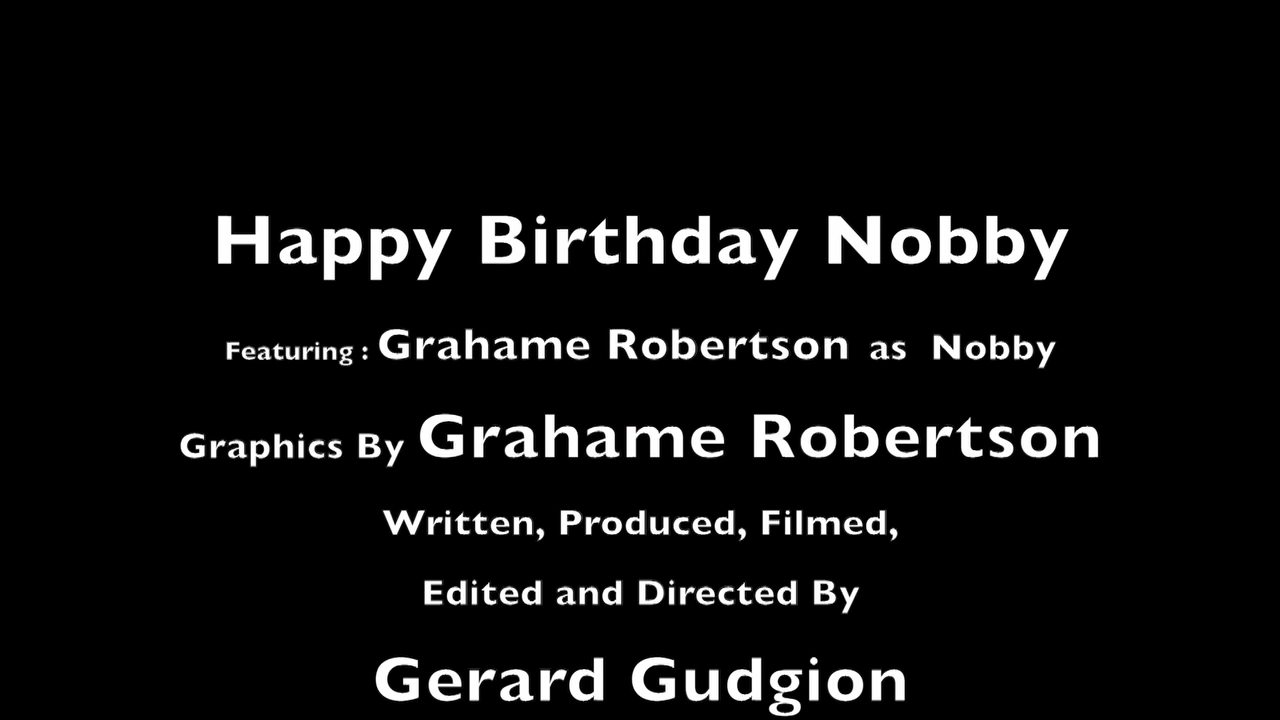 Happy Birthday Nobby
Featuring : Grahame Robertson as Nobby
Graphics By Grahame Robertson
Written, Produced, Filmed,
Edited and Directed By
Gerard Gudgion